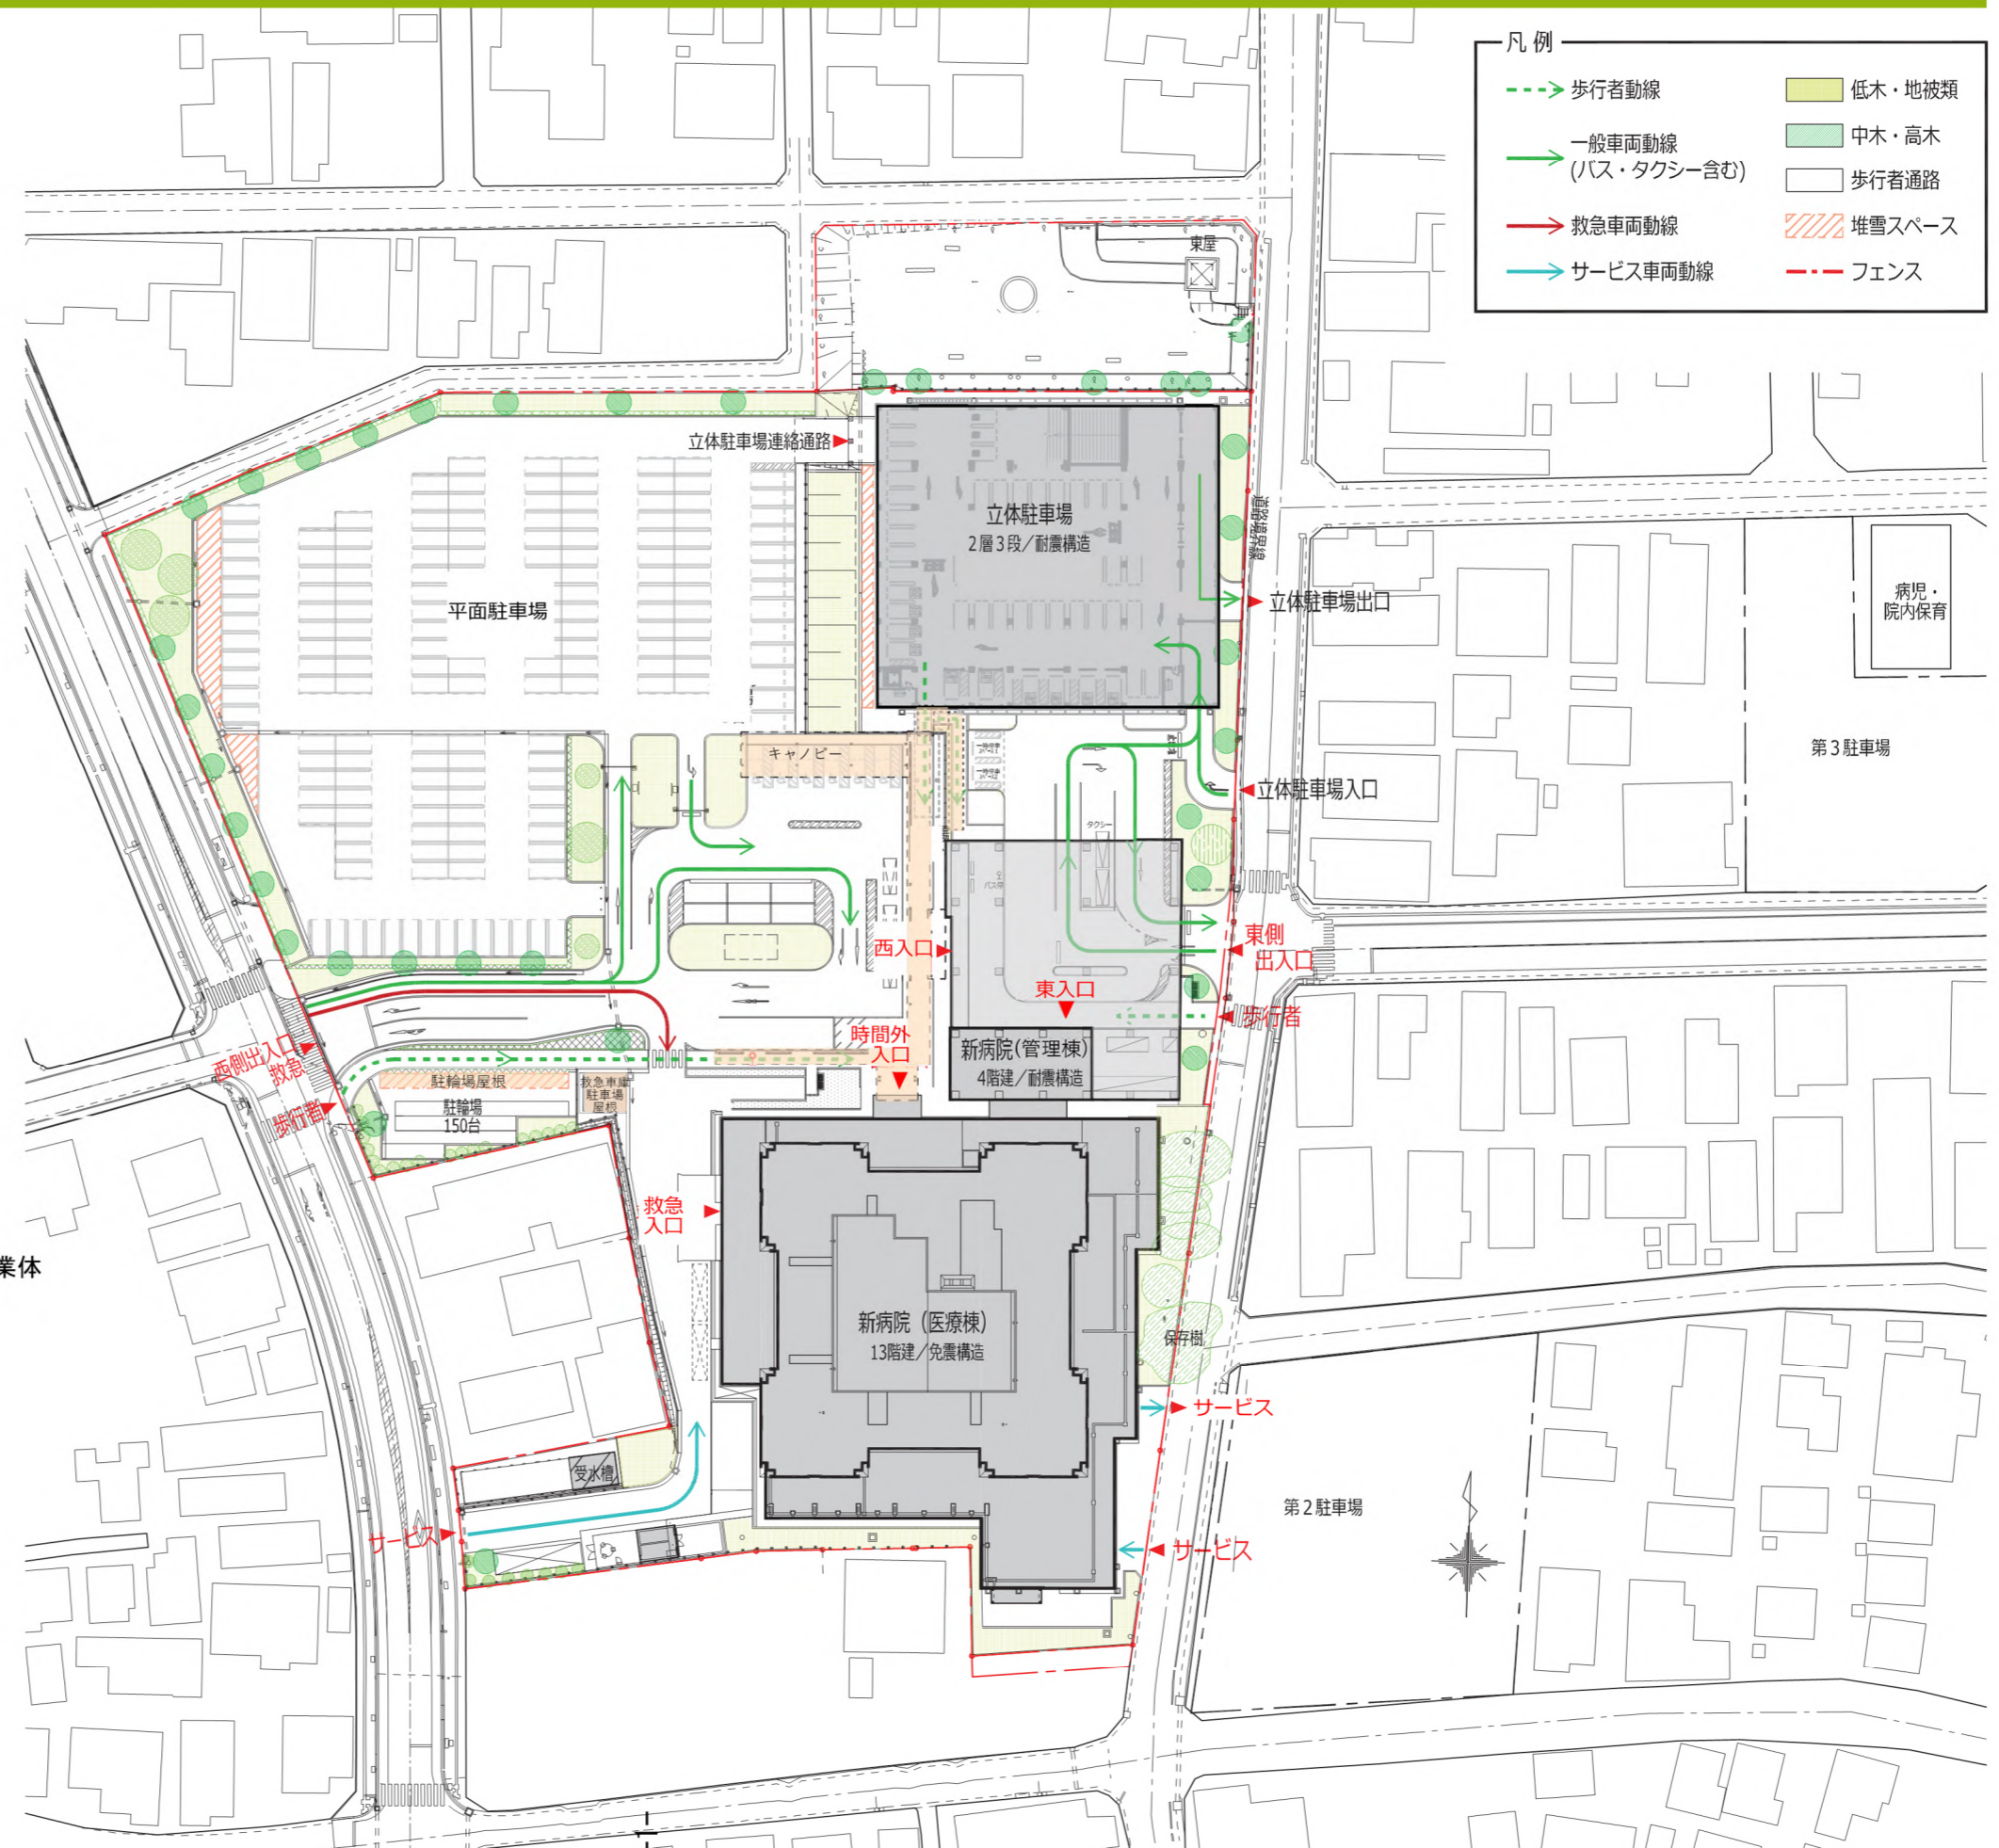 凡 例
歩行者動線
一般車両動線
(バス・タクシー含む)
救急車両動線
サービス車両動線
低木・地被類
中木・高木
歩行者通路
堆雪スペース
フェンス
東屋
立体駐車場連絡通路
立体駐車場
2層3段/耐震構造
道路境界線
平面駐車場
立体駐車場出口
病児・
院内保育
第3駐車場
キャノピー
立体駐車場入口
タクシー
バス停
西入口
東側
出入口
東入口
歩行者
時間外
入口
新病院(管理棟)
4階建/耐震構造
西側出入口
救急
歩行者
駐輪場屋根
駐輪場
150台
救急車庫
駐車場
屋根
救急
入口
業体
新病院(医療棟)
13階建/免震構造
保存樹
サービス
受水槽
第2駐車場
サービス
サービス